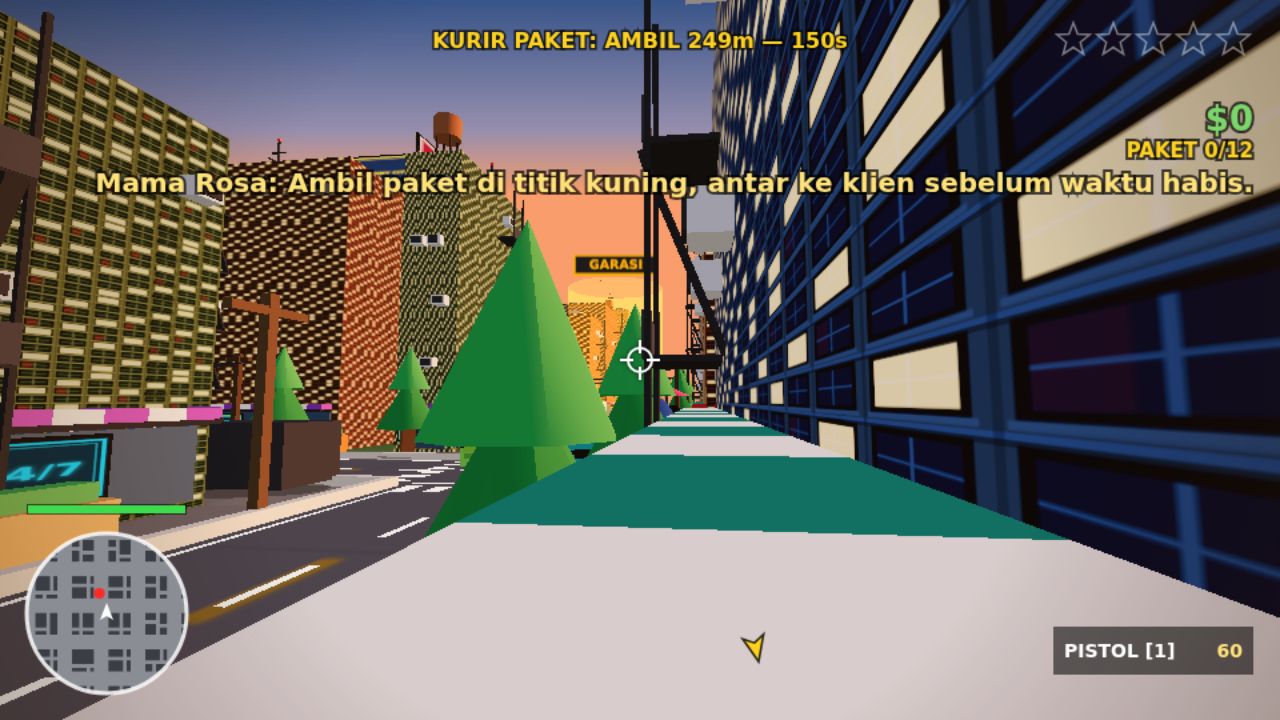 KURIR PAKET: AMBIL 249m — 150s
$0
PAKET 0/12
Mama Rosa: Ambil paket di titik kuning, antar ke klien sebelum waktu habis.
GARASI
24/7
PISTOL [1] 60